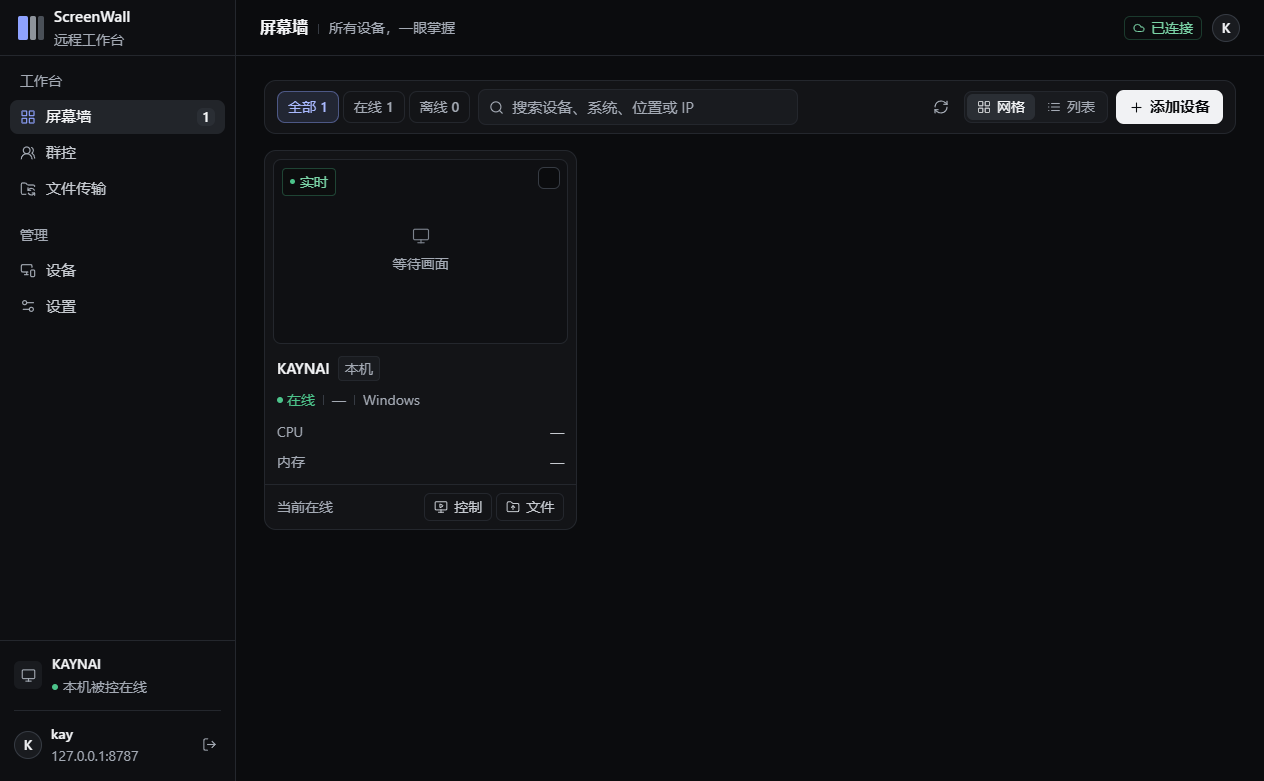 ScreenWall
远程工作台
屏幕墙
所有设备，一眼掌握
已连接
K
工作台
屏幕墙
1
群控
文件传输
管理
设备
设置
全部 1
在线 1
离线 0
搜索设备、系统、位置或 IP
网格
列表
添加设备
实时
等待画面
KAYNAI
本机
在线
—
Windows
CPU
—
内存
—
当前在线
控制
文件
KAYNAI
本机被控在线
K
kay
127.0.0.1:8787